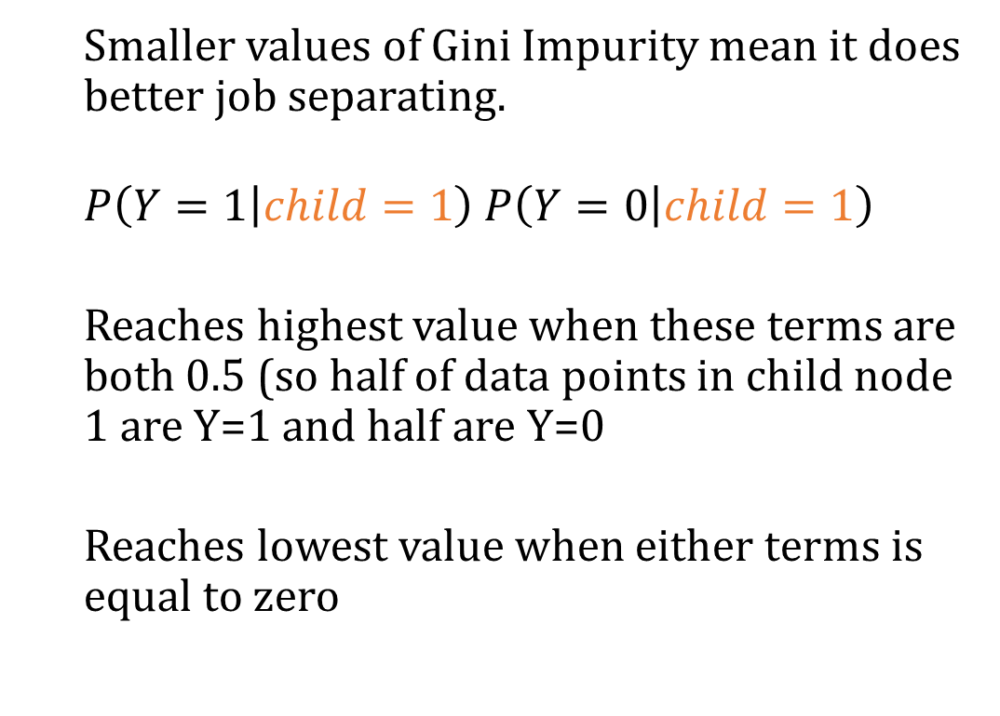 Smaller values of Gini Impurity mean it does
better job separating.
P(Y = 1|child = 1) P(Y = 0|child = 1)
Reaches highest value when these terms are
both 0.5 (so half of data points in child node
1 are Y=1 and half are Y=0
Reaches lowest value when either terms is
equal to zero